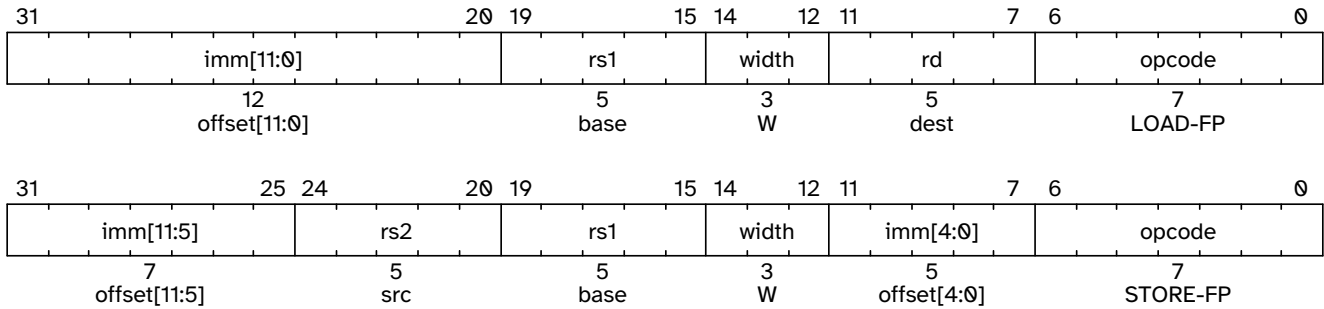 31 20 19 15 14 12 11 7 6 0
imm[11:0] rs1 width rd opcode
12 5 3 5 7
offset[11:0] base W dest LOAD-FP
31 25 24 20 19 15 14 12 11 7 6 0
imm[11:5] rs2 rs1 width imm[4:0] opcode
7 5 5 3 5 7
offset[11:5] src base W offset[4:0] STORE-FP